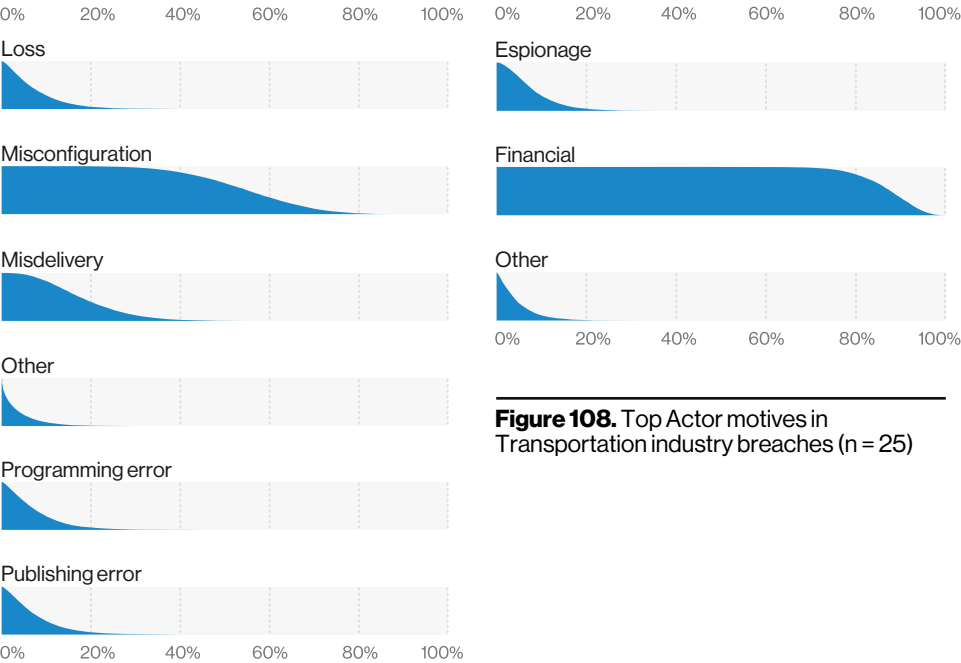 0% 20% 40% 60% 80% 100%
Loss
Misconfiguration
Misdelivery
Other
Programming error
Publishing error
0% 20% 40% 60% 80% 100%
0% 20% 40% 60% 80% 100%
Espionage
Financial
Other
0% 20% 40% 60% 80% 100%
Figure 108. Top Actor motives in
Transportation industry breaches (n = 25)